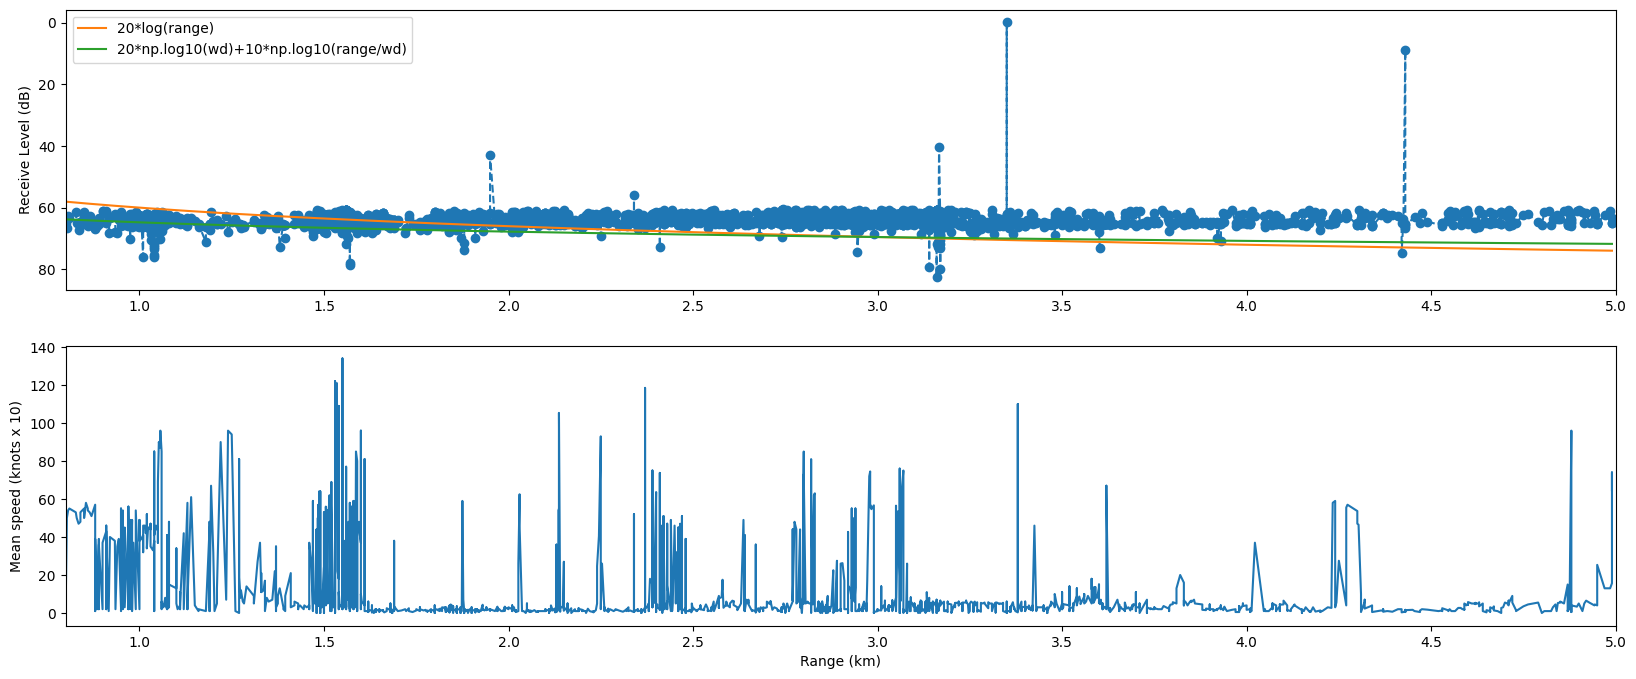 0
20
40
60
80
Receive Level (dB)
20*log(range)
20*np.log10(wd)+10*np.log10(range/wd)
1.0 1.5 2.0 2.5 3.0 3.5 4.0 4.5 5.0
140
120
100
80
60
40
20
0
Mean speed (knots x 10)
1.0 1.5 2.0 2.5 3.0 3.5 4.0 4.5 5.0
Range (km)